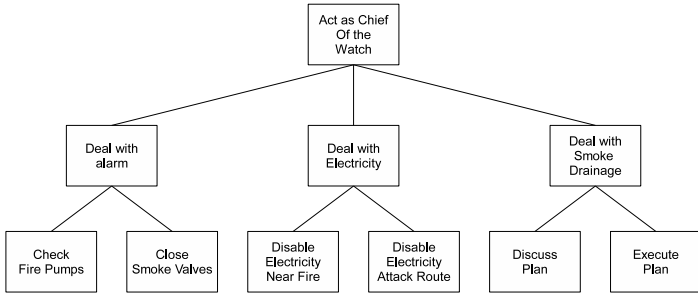 Act as Chief
Of the
Watch
Deal with
alarm
Deal with
Electricity
Deal with
Smoke
Drainage
Check
Fire Pumps
Close
Smoke Valves
Disable
Electricity
Near Fire
Disable
Electricity
Attack Route
Discuss
Plan
Execute
Plan